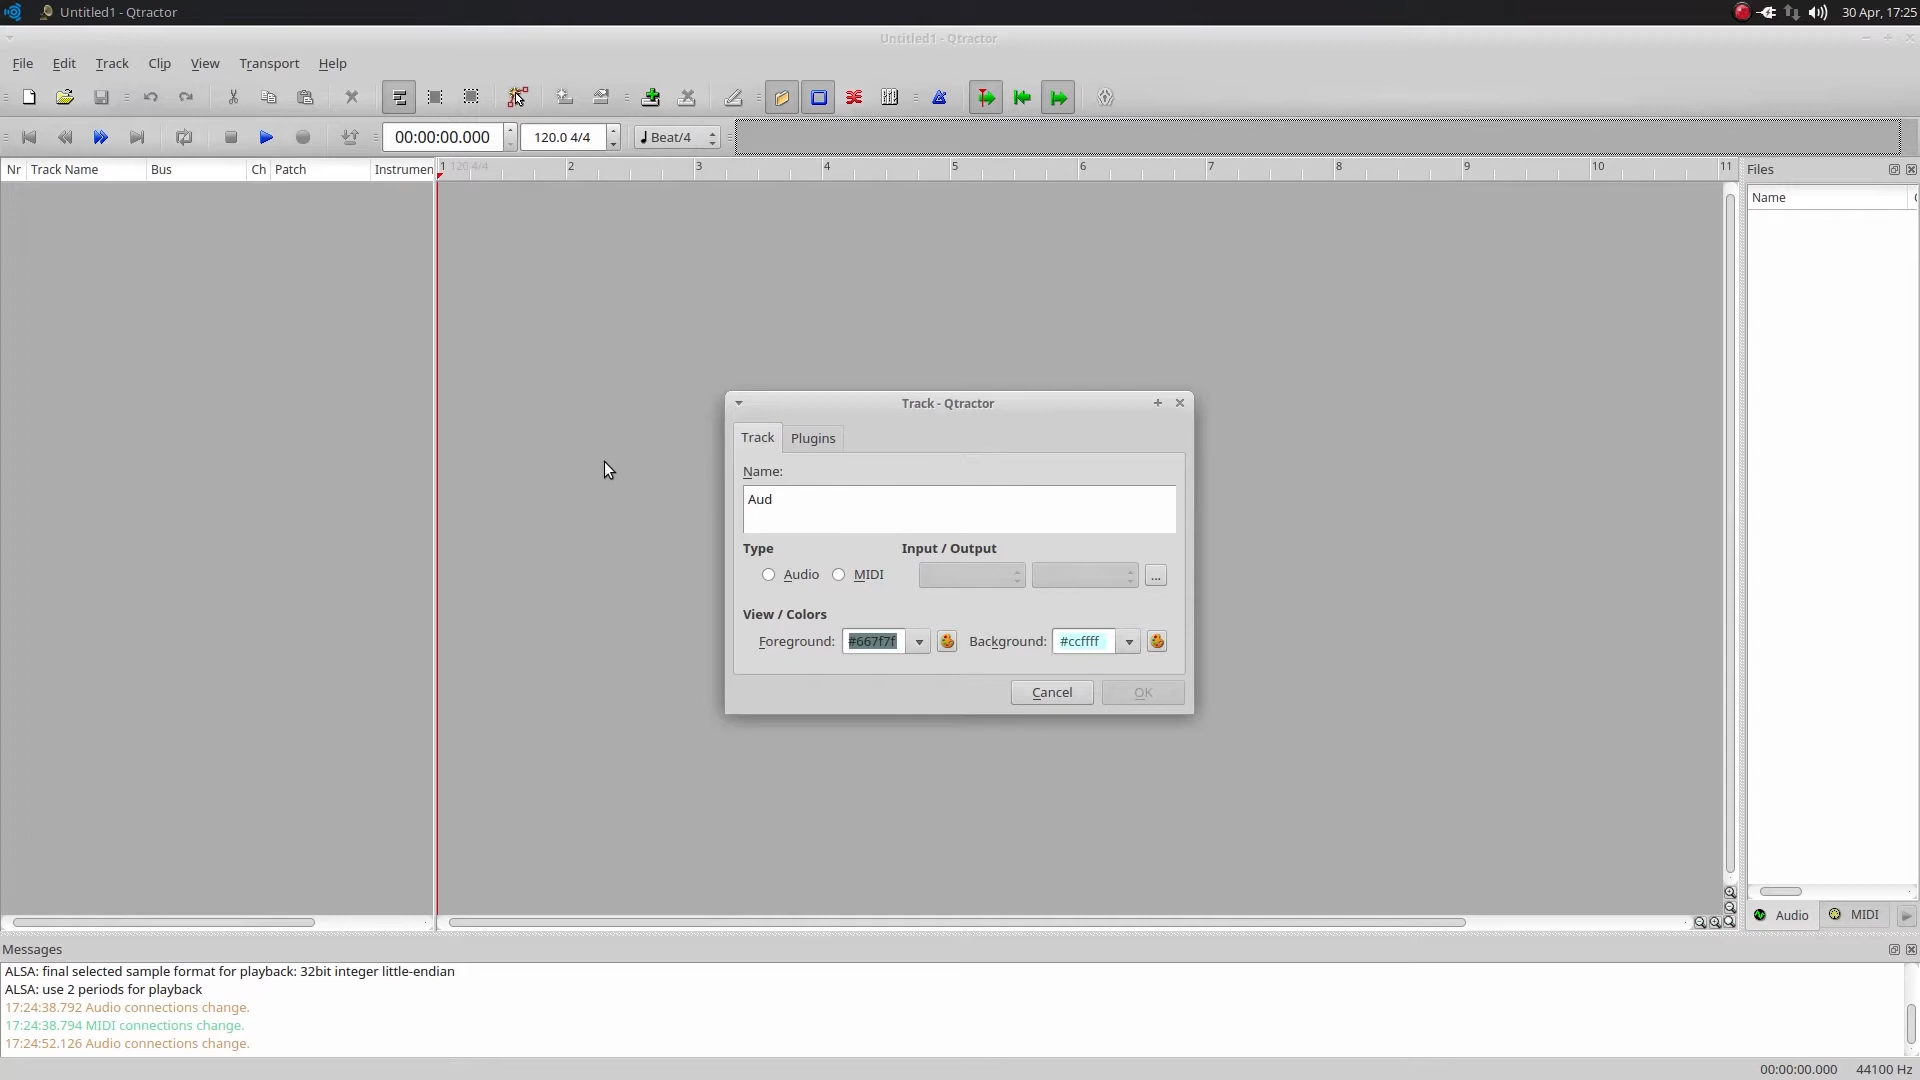 Untitled1 - Qtractor
30 Apr, 17:25
Untitled1 - Qtractor
File Edit Track Clip View Transport Help
00:00:00.000 120.0 4/4 Beat/4
Nr Track Name Bus Ch Patch Instrumen
1 120 4/4 2 3 4 5 6 7 8 9 10 11
Files
Name
Track - Qtractor
Track Plugins
Name:
Aud
Type Input / Output
Audio MIDI ...
View / Colors
Foreground: #667f7f Background: #ccffff
Cancel OK
Audio MIDI
Messages
ALSA: final selected sample format for playback: 32bit integer little-endian
ALSA: use 2 periods for playback
17:24:38.792 Audio connections change.
17:24:38.794 MIDI connections change.
17:24:52.126 Audio connections change.
00:00:00.000 44100 Hz